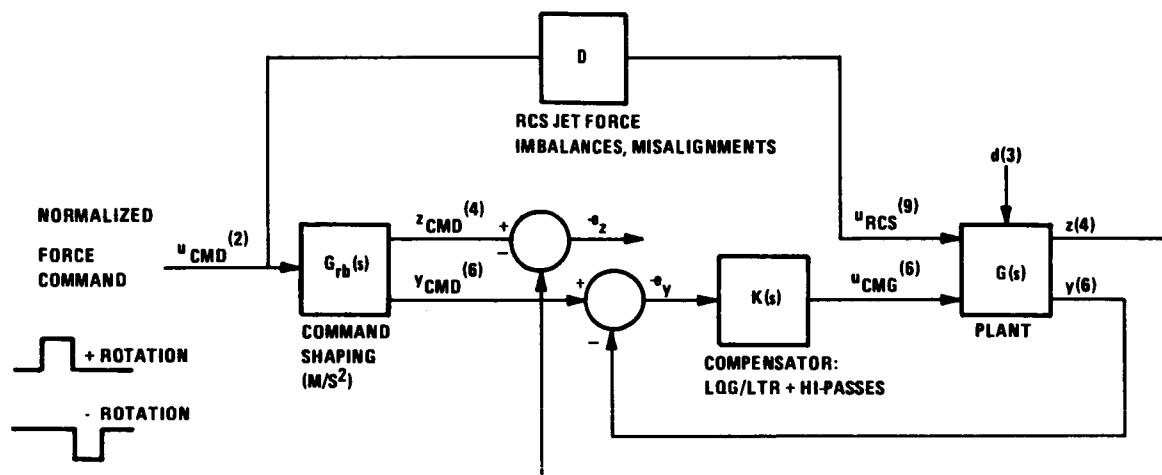 D
RCS JET FORCE
IMBALANCES, MISALIGNMENTS
d(3)
NORMALIZED
FORCE
COMMAND
u CMD (2)
G rb (s)
COMMAND
SHAPING
(M/S²)
z CMD (4)
y CMD (6)
+
−
-e z
+
−
-e y
K(s)
COMPENSATOR:
LQG/LTR + HI-PASSES
u RCS (9)
u CMG (6)
G(s)
PLANT
z(4)
y(6)
+ ROTATION
- ROTATION